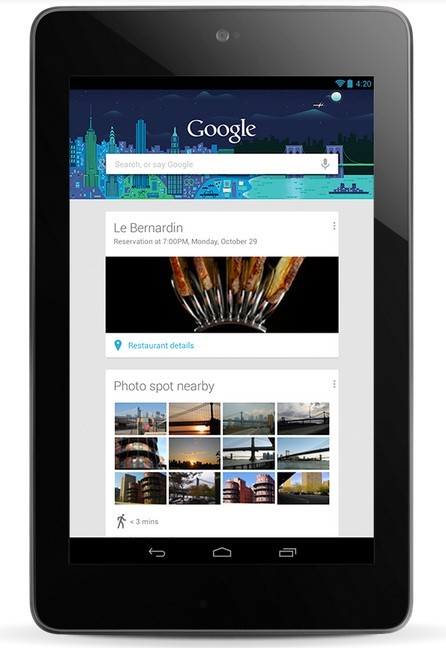 4:20
Google
Search, or say Google
Le Bernardin
Reservation at 7:00PM, Monday, October 29
Restaurant details
Photo spot nearby
< 3 mins